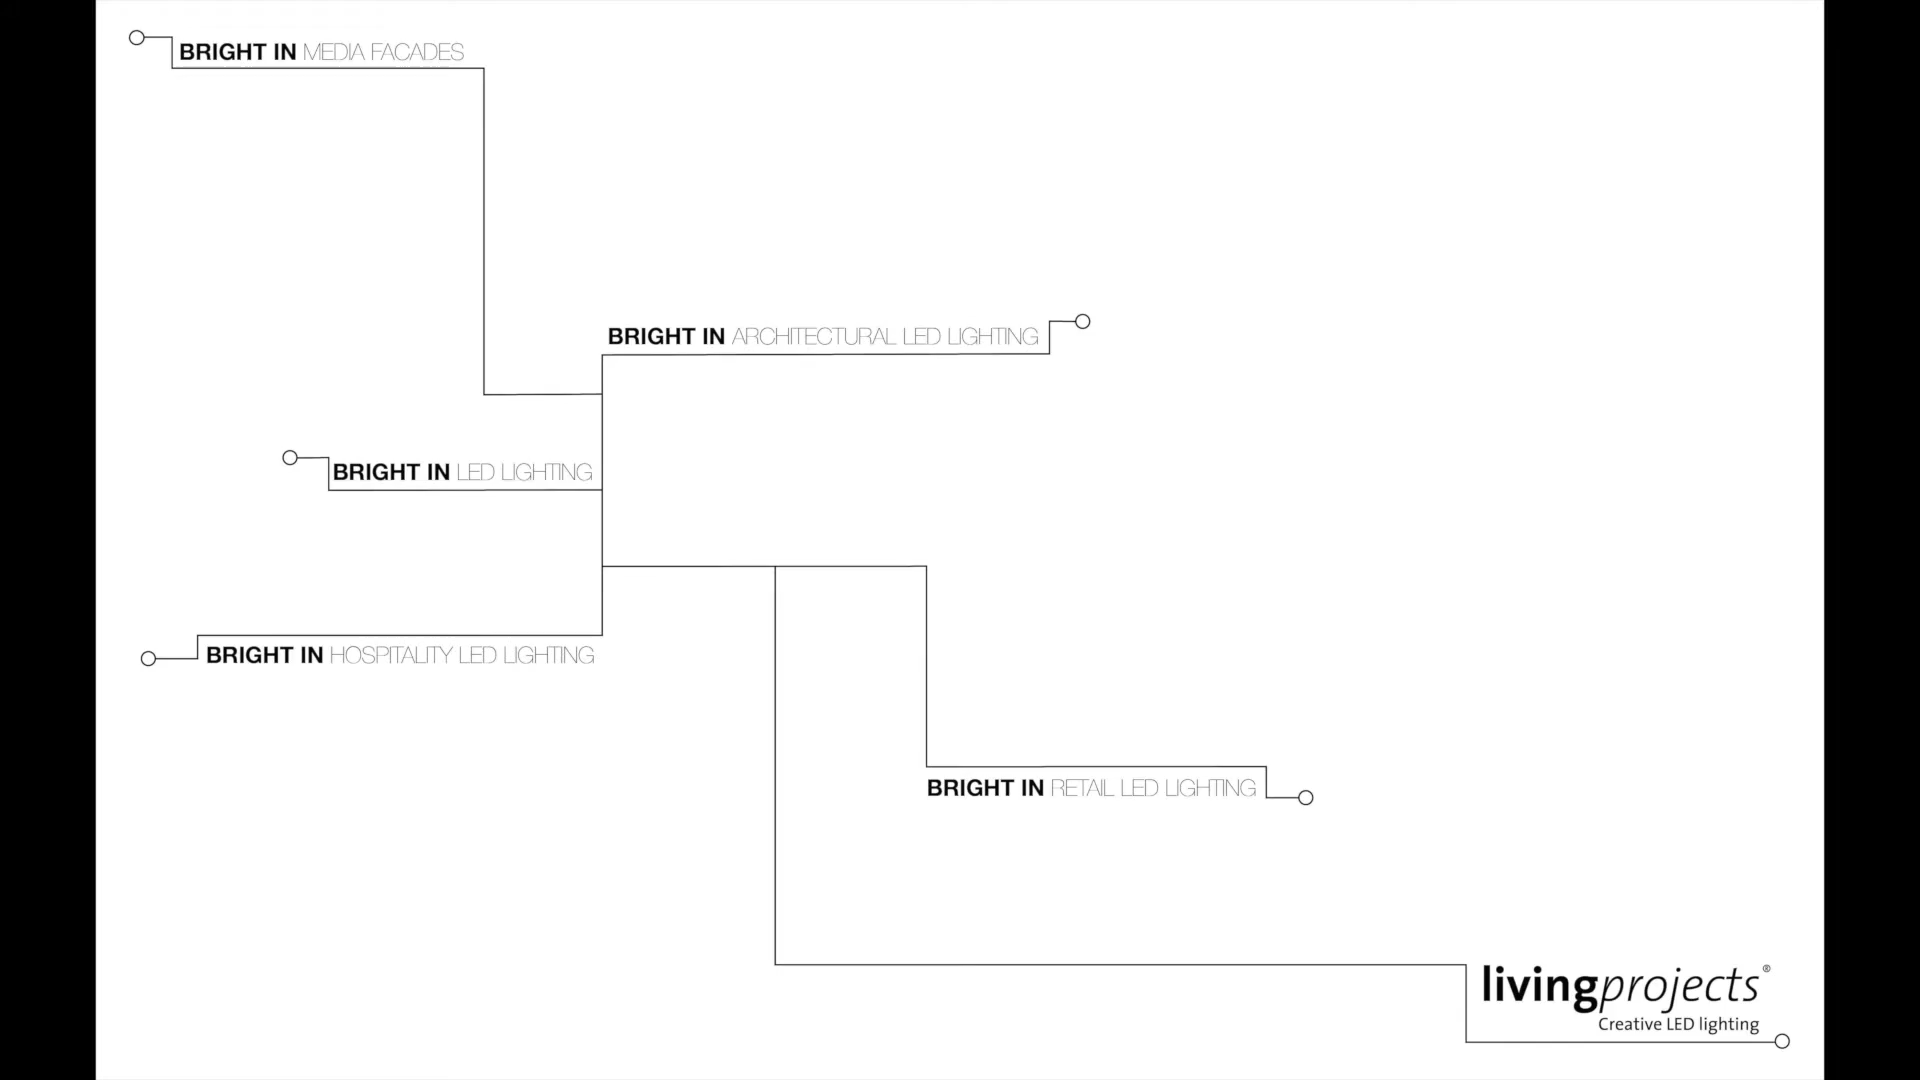 BRIGHT IN MEDIA FACADES
BRIGHT IN ARCHITECTURAL LED LIGHTING
BRIGHT IN LED LIGHTING
BRIGHT IN HOSPITALITY LED LIGHTING
BRIGHT IN RETAIL LED LIGHTING
livingprojects®
Creative LED lighting